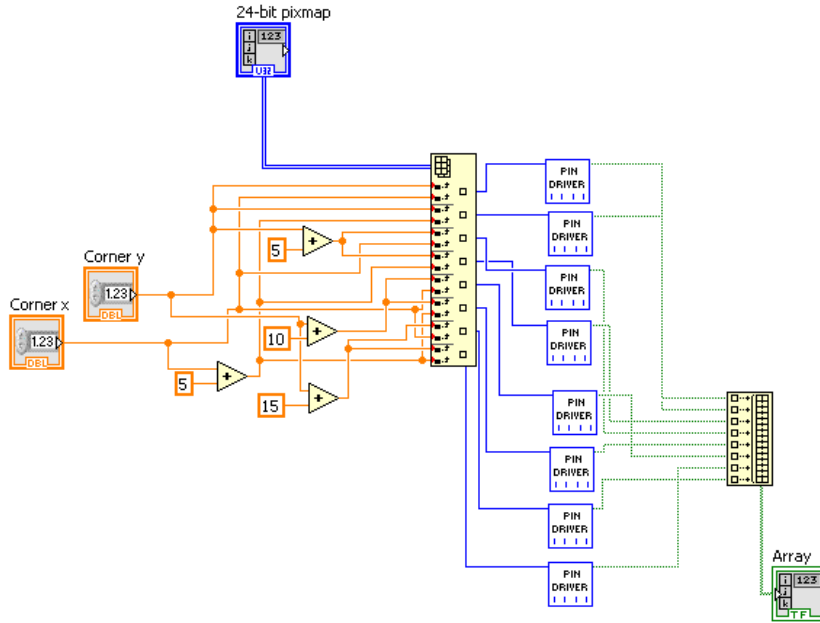 24-bit pixmap
i 123
j
k
U32
PIN
DRIVER
PIN
DRIVER
5
Corner y
1.23
DBL
PIN
DRIVER
Corner x
1.23
DBL
10
PIN
DRIVER
5
15
PIN
DRIVER
PIN
DRIVER
PIN
DRIVER
Array
i 123
j
k
TF
PIN
DRIVER